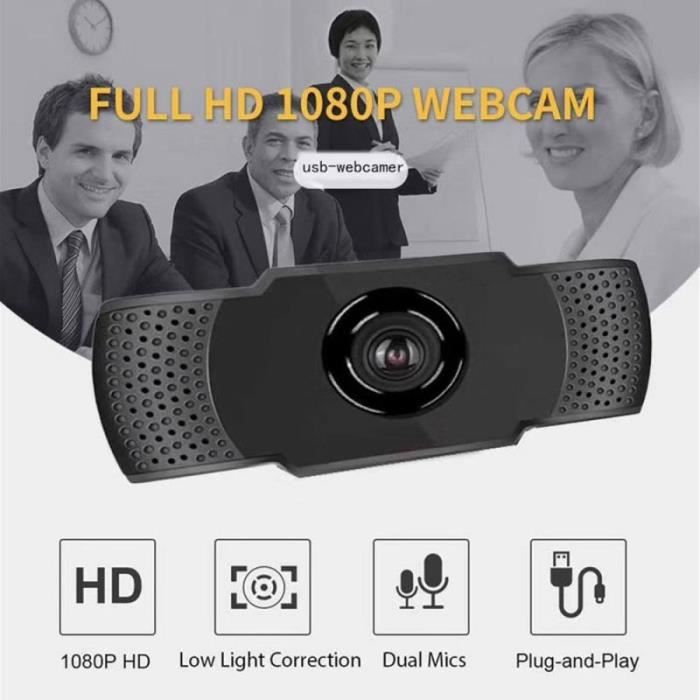 FULL HD 1080P WEBCAM
usb-webcamer
HD
1080P HD
Low Light Correction
Dual Mics
Plug-and-Play